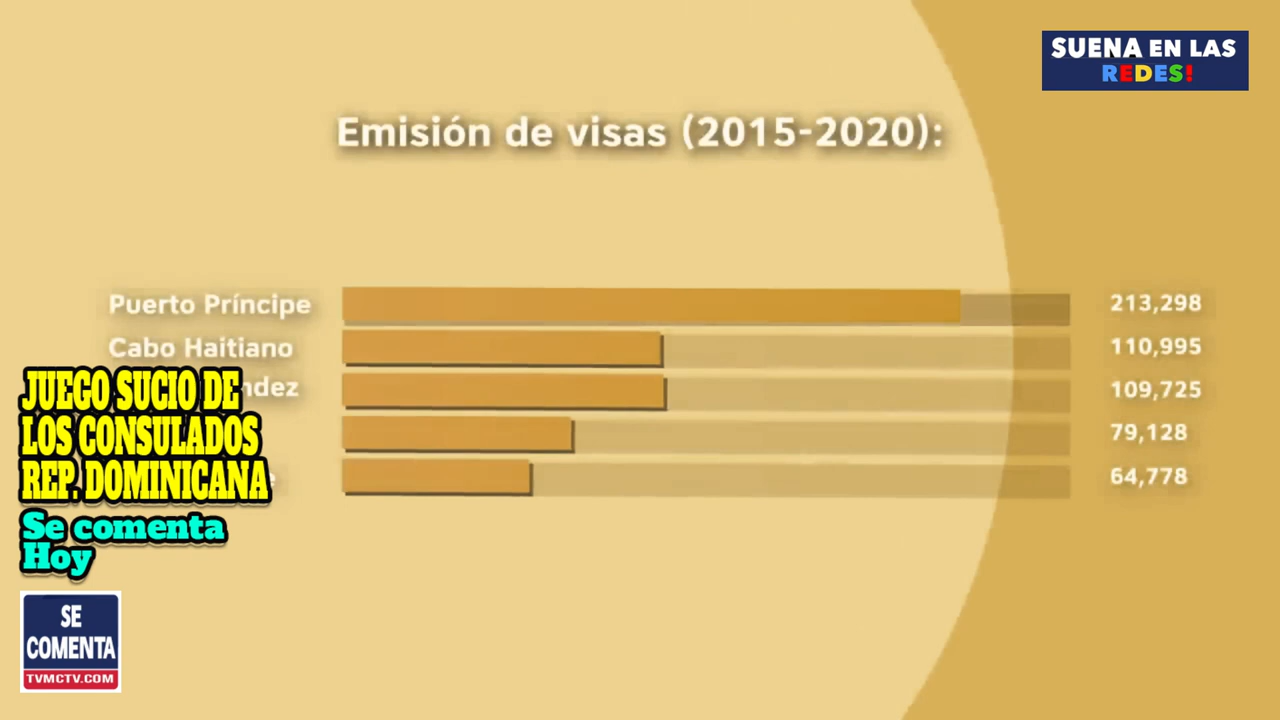 SUENA EN LAS
REDES!
Emisión de visas (2015-2020):
Puerto Príncipe 213,298
Cabo Haitiano 110,995
109,725
79,128
64,778
JUEGO SUCIO DE
LOS CONSULADOS
REP. DOMINICANA
Se comenta
Hoy
SE
COMENTA
TVMCTV.COM